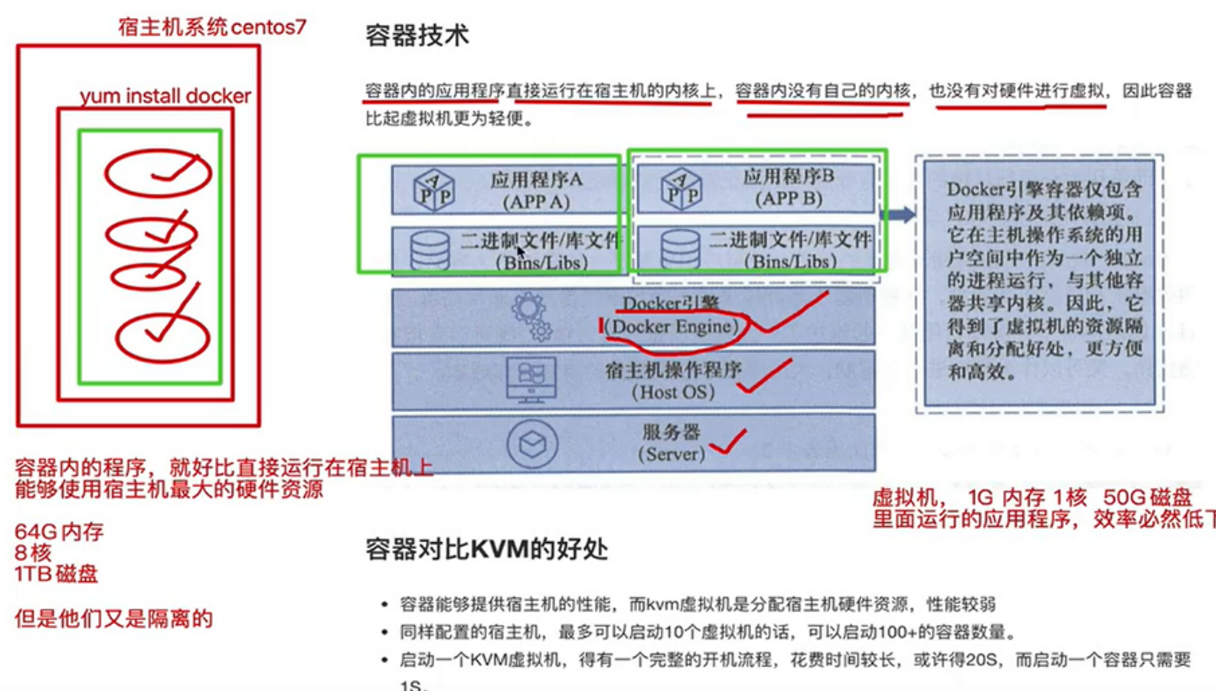 宿主机系统centos7
yum install docker
容器内的程序，就好比直接运行在宿主机上
能够使用宿主机最大的硬件资源
64G内存
8核
1TB磁盘
但是他们又是隔离的
容器技术
容器内的应用程序直接运行在宿主机的内核上，容器内没有自己的内核，也没有对硬件进行虚拟，因此容器
比起虚拟机更为轻便。
应用程序A
(APP A)
二进制文件/库文件
(Bins/Libs)
应用程序B
(APP B)
二进制文件/库文件
(Bins/Libs)
Docker引擎
(Docker Engine)
宿主机操作程序
(Host OS)
服务器
(Server)
Docker引擎容器仅包含
应用程序及其依赖项。
它在主机操作系统的用
户空间中作为一个独立
的进程运行，与其他容
器共享内核。因此，它
得到了虚拟机的资源隔
离和分配好处，更方便
和高效。
虚拟机， 1G 内存 1核 50G磁盘
里面运行的应用程序，效率必然低下
容器对比KVM的好处
• 容器能够提供宿主机的性能，而kvm虚拟机是分配宿主机硬件资源，性能较弱
• 同样配置的宿主机，最多可以启动10个虚拟机的话，可以启动100+的容器数量。
• 启动一个KVM虚拟机，得有一个完整的开机流程，花费时间较长，或许得20S，而启动一个容器只需要
1S。